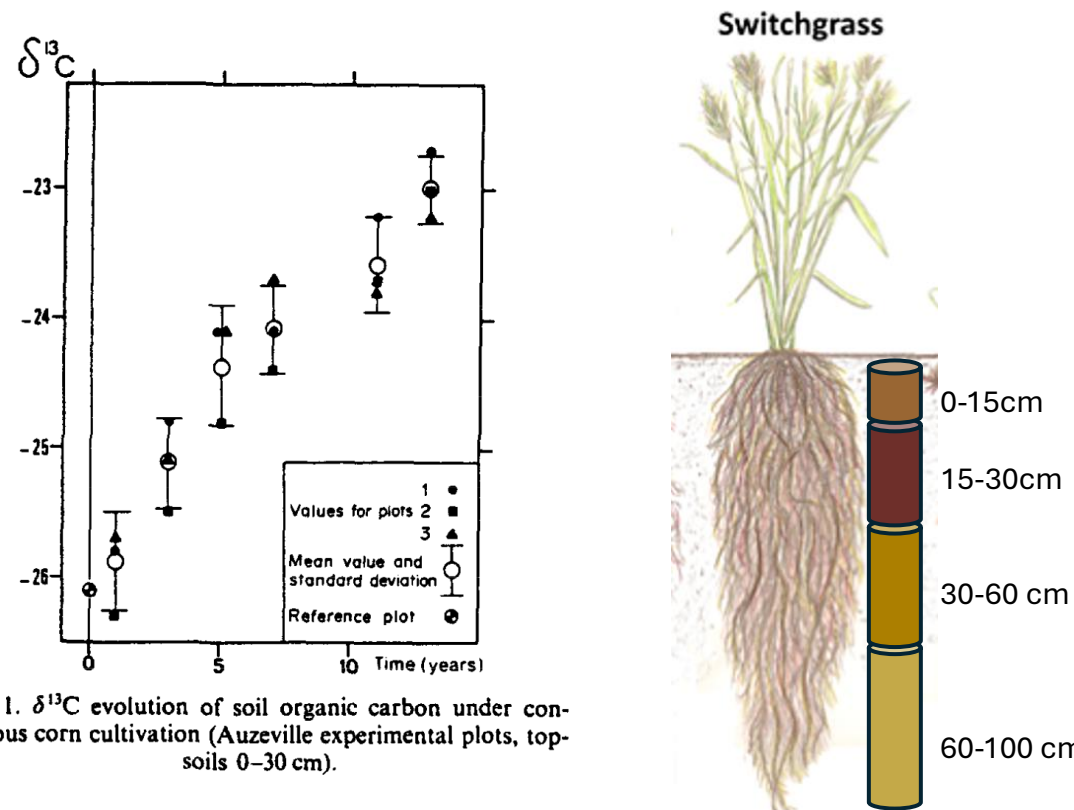 δ¹³C
-23
-24
-25
-26
0
5
10
Time (years)
1
Values for plots 2
3
Mean value and
standard deviation
Reference plot
1. δ¹³C evolution of soil organic carbon under con-
ous corn cultivation (Auzeville experimental plots, top-
soils 0–30 cm).
Switchgrass
0-15cm
15-30cm
30-60 cm
60-100 cm